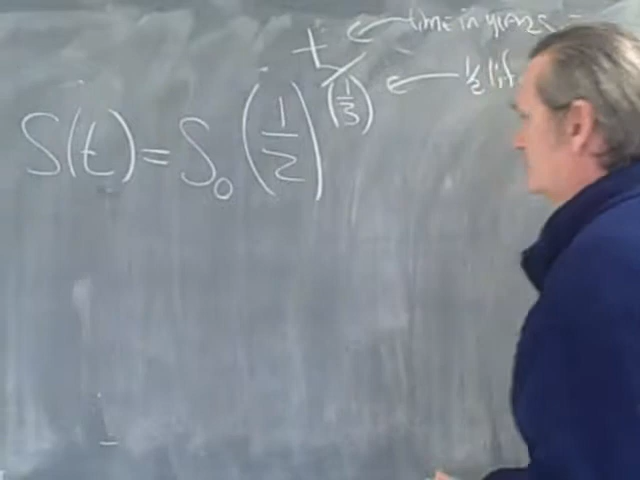 t ← time in years
S(t) = S₀ (1/2)^(t/(1/3)) ← 1/2 lif